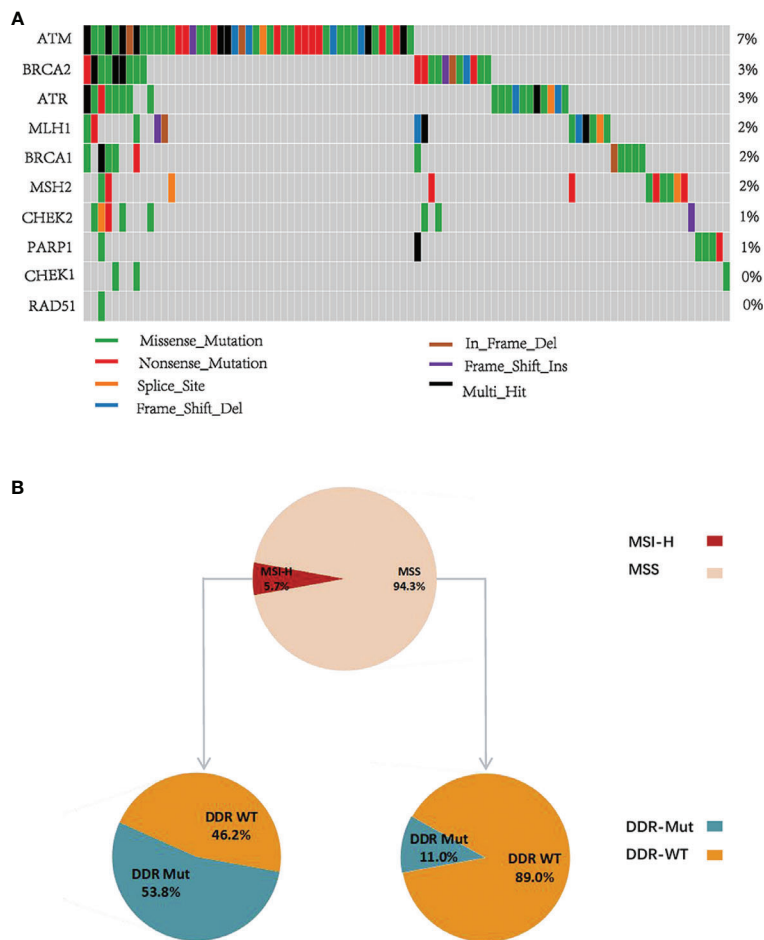 A
ATM 7%
BRCA2 3%
ATR 3%
MLH1 2%
BRCA1 2%
MSH2 2%
CHEK2 1%
PARP1 1%
CHEK1 0%
RAD51 0%
Missense_Mutation
Nonsense_Mutation
Splice_Site
Frame_Shift_Del
In_Frame_Del
Frame_Shift_Ins
Multi_Hit
B
MSI-H
5.7%
MSS
94.3%
MSI-H
MSS
DDR WT
46.2%
DDR Mut
53.8%
DDR Mut
11.0%
DDR WT
89.0%
DDR-Mut
DDR-WT